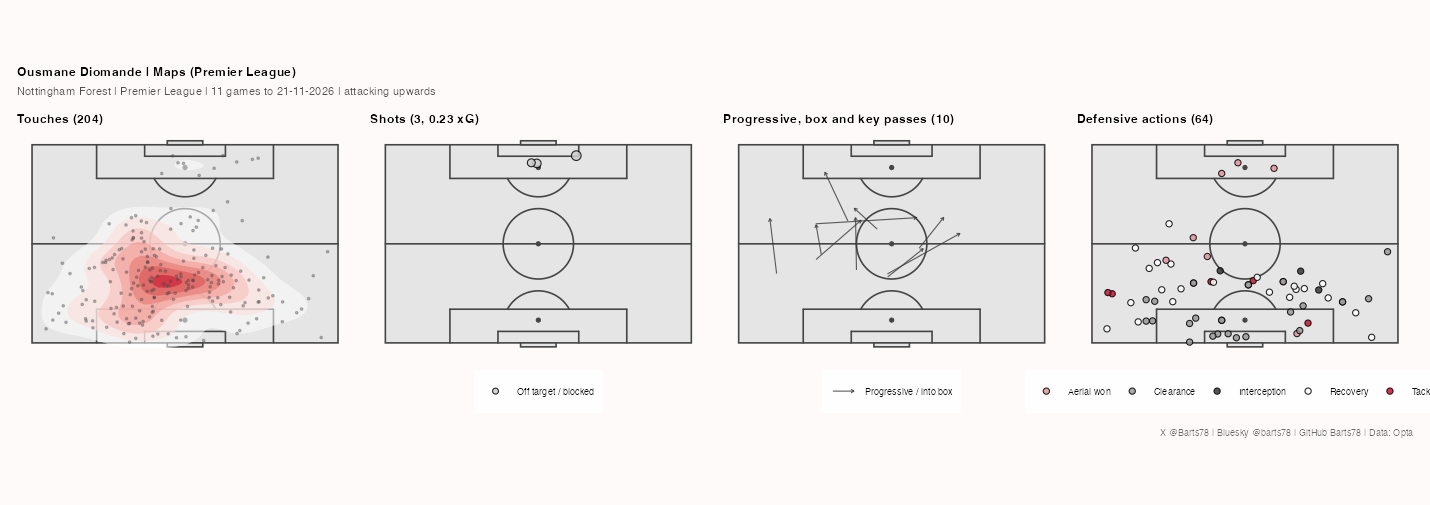 Ousmane Diomande | Maps (Premier League)
Nottingham Forest | Premier League | 11 games to 21-11-2026 | attacking upwards
Touches (204)
Shots (3, 0.23 xG)
Progressive, box and key passes (10)
Defensive actions (64)
Off target / blocked
Progressive / into box
Aerial won
Clearance
Interception
Recovery
Tack
X @Barts78 | Bluesky @barts78 | GitHub Barts78 | Data: Opta